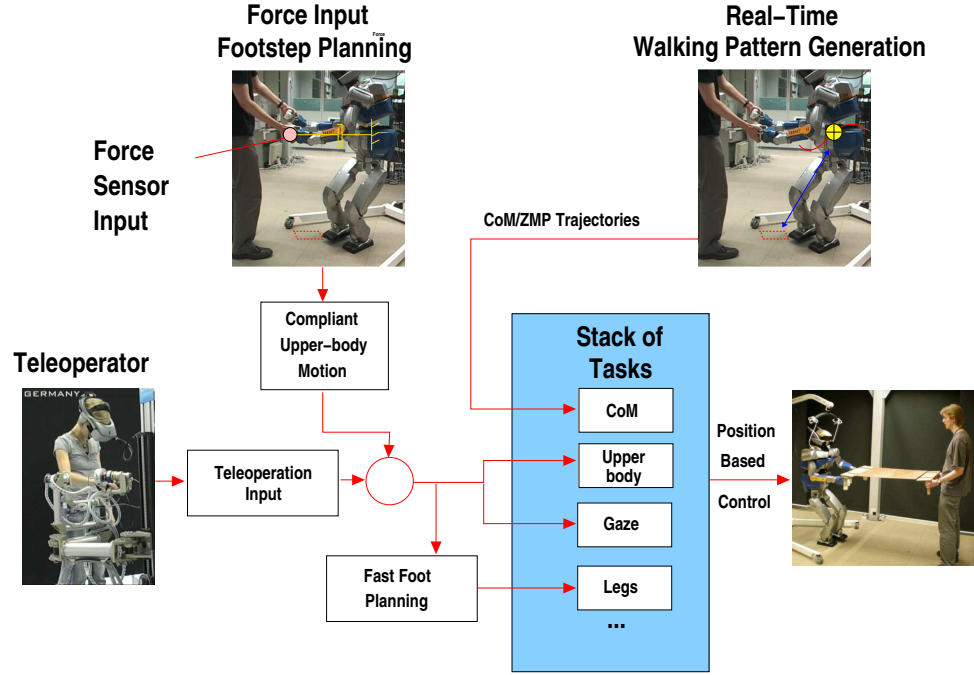 Force Input
Footstep Planning
Force
Real-Time
Walking Pattern Generation
Force
Sensor
Input
CoM/ZMP Trajectories
Compliant
Upper-body
Motion
Stack of
Tasks
Teleoperator
GERMANY
CoM
Upper
body
Gaze
Legs
...
Teleoperation
Input
Fast Foot
Planning
Position
Based
Control